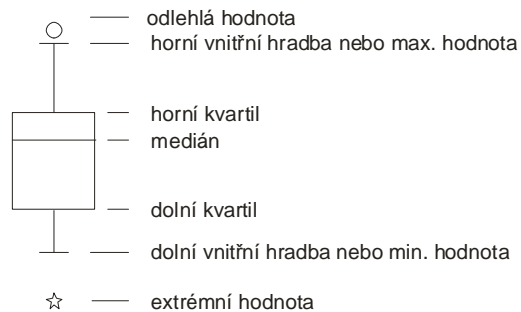 odlehlá hodnota
horní vnitřní hradba nebo max. hodnota
horní kvartil
medián
dolní kvartil
dolní vnitřní hradba nebo min. hodnota
extrémní hodnota